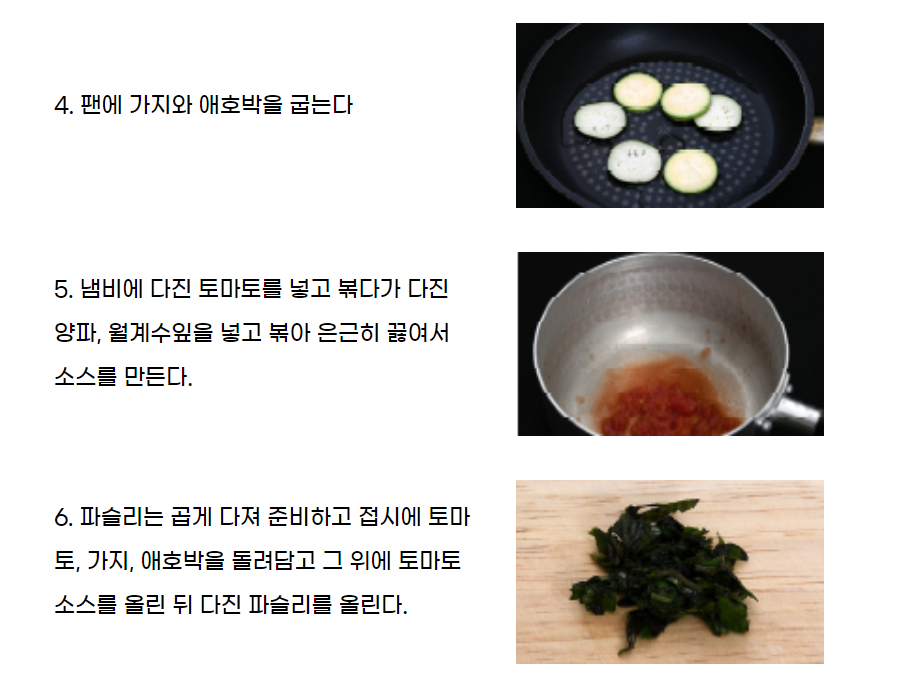 4. 팬에 가지와 애호박을 굽는다
5. 냄비에 다진 토마토를 넣고 볶다가 다진
양파, 월계수잎을 넣고 볶아 은근히 끓여서
소스를 만든다.
6. 파슬리는 곱게 다져 준비하고 접시에 토마
토, 가지, 애호박을 돌려담고 그 위에 토마토
소스를 올린 뒤 다진 파슬리를 올린다.